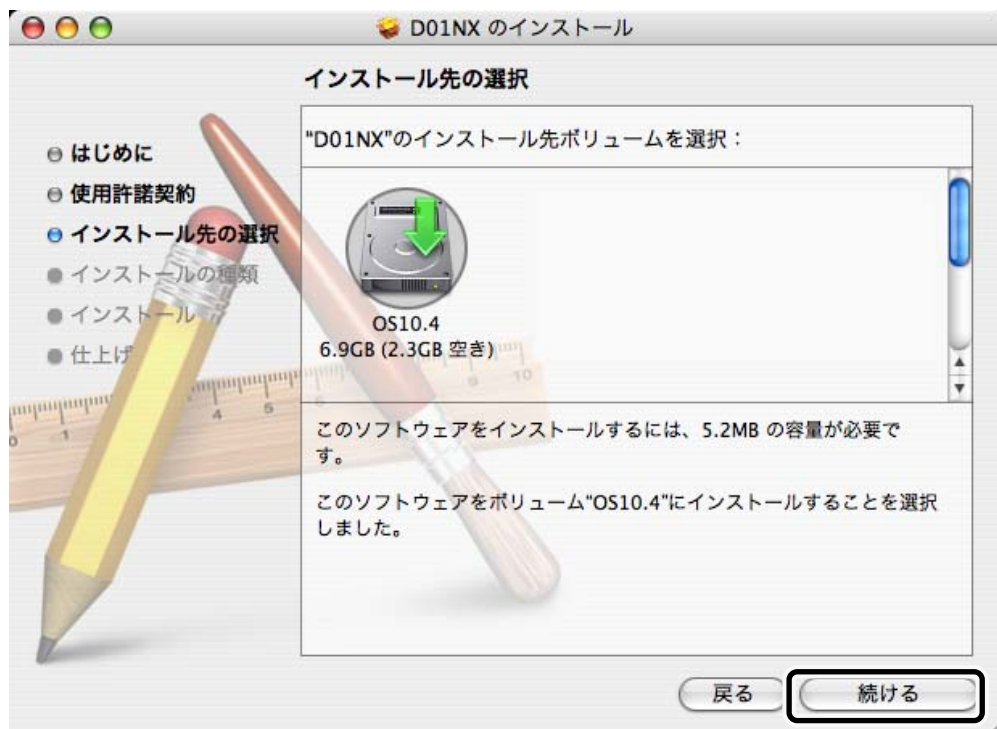 D01NX のインストール
インストール先の選択
はじめに
使用許諾契約
インストール先の選択
インストールの種類
インストール
仕上げ
"D01NX"のインストール先ボリュームを選択：
OS10.4
6.9GB (2.3GB 空き)
このソフトウェアをインストールするには、5.2MB の容量が必要で
す。
このソフトウェアをボリューム"OS10.4"にインストールすることを選択
しました。
0 1 4 5 6 9 10
戻る
続ける